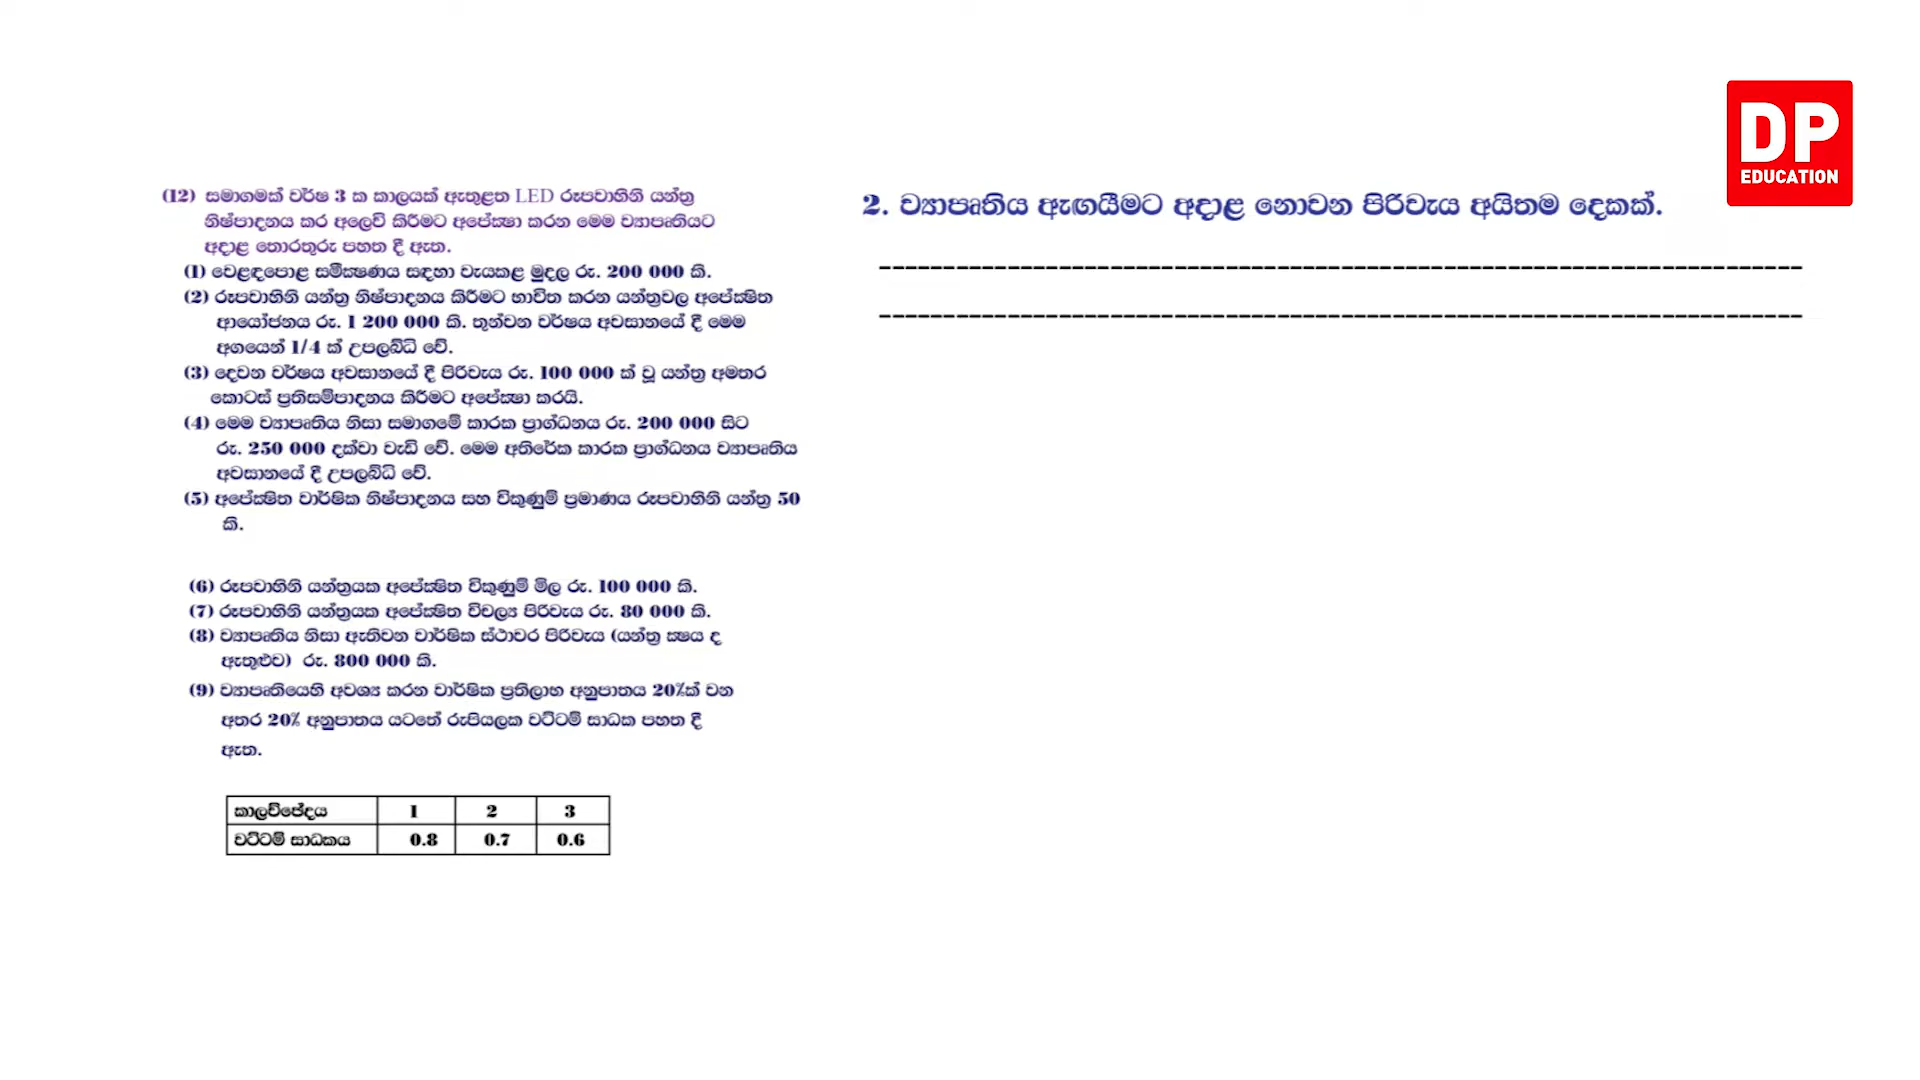 DP
EDUCATION
(12) සමාගමක් වර්ෂ 3 ක කාලයක් ඇතුළත LED රූපවාහිනි යන්ත්‍ර
නිෂ්පාදනය කර අලෙවි කිරීමට අපේක්‍ෂා කරන මෙම ව්‍යාපෘතියට
අදාළ තොරතුරු පහත දී ඇත.
(1) වෙළඳපොළ සමීක්‍ෂණය සඳහා වැයකළ මුදල රු. 200 000 කි.
(2) රූපවාහිනි යන්ත්‍ර නිෂ්පාදනය කිරීමට භාවිත කරන යන්ත්‍රවල අපේක්‍ෂිත
ආයෝජනය රු. 1 200 000 කි. තුන්වන වර්ෂය අවසානයේ දී මෙම
අගයෙන් 1/4 ක් උපලබ්ධි වේ.
(3) දෙවන වර්ෂය අවසානයේ දී පිරිවැය රු. 100 000 ක් වූ යන්ත්‍ර අමතර
කොටස් ප්‍රතිසම්පාදනය කිරීමට අපේක්‍ෂා කරයි.
(4) මෙම ව්‍යාපෘතිය නිසා සමාගමේ කාරක ප්‍රාග්ධනය රු. 200 000 සිට
රු. 250 000 දක්වා වැඩි වේ. මෙම අතිරේක කාරක ප්‍රාග්ධනය ව්‍යාපෘතිය
අවසානයේ දී උපලබ්ධි වේ.
(5) අපේක්‍ෂිත වාර්ෂික නිෂ්පාදනය සහ විකුණුම් ප්‍රමාණය රූපවාහිනි යන්ත්‍ර 50
කි.
(6) රූපවාහිනි යන්ත්‍රයක අපේක්‍ෂිත විකුණුම් මිල රු. 100 000 කි.
(7) රූපවාහිනි යන්ත්‍රයක අපේක්‍ෂිත විචල්‍ය පිරිවැය රු. 80 000 කි.
(8) ව්‍යාපෘතිය නිසා ඇතිවන වාර්ෂික ස්ථාවර පිරිවැය (යන්ත්‍ර ක්‍ෂය ද
ඇතුළුව) රු. 800 000 කි.
(9) ව්‍යාපෘතියෙහි අවශ්‍ය කරන වාර්ෂික ප්‍රතිලාභ අනුපාතය 20%ක් වන
අතර 20% අනුපාතය යටතේ රුපියලක වට්ටම් සාධක පහත දී
ඇත.
කාලච්ඡේදය 1 2 3
වට්ටම් සාධකය 0.8 0.7 0.6
2. ව්‍යාපෘතිය ඇගයීමට අදාළ නොවන පිරිවැය අයිතම දෙකක්.